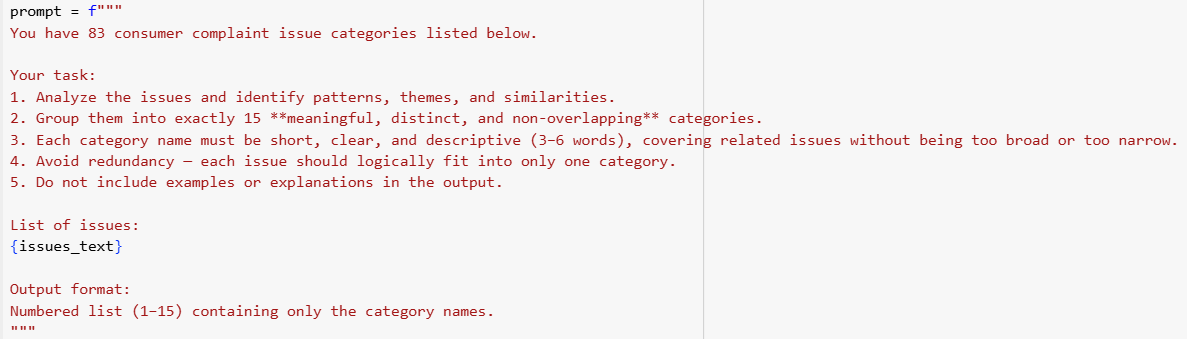 prompt = f"""
You have 83 consumer complaint issue categories listed below.
Your task:
1. Analyze the issues and identify patterns, themes, and similarities.
2. Group them into exactly 15 **meaningful, distinct, and non-overlapping** categories.
3. Each category name must be short, clear, and descriptive (3–6 words), covering related issues without being too broad or too narrow.
4. Avoid redundancy — each issue should logically fit into only one category.
5. Do not include examples or explanations in the output.
List of issues:
{issues_text}
Output format:
Numbered list (1–15) containing only the category names.
"""